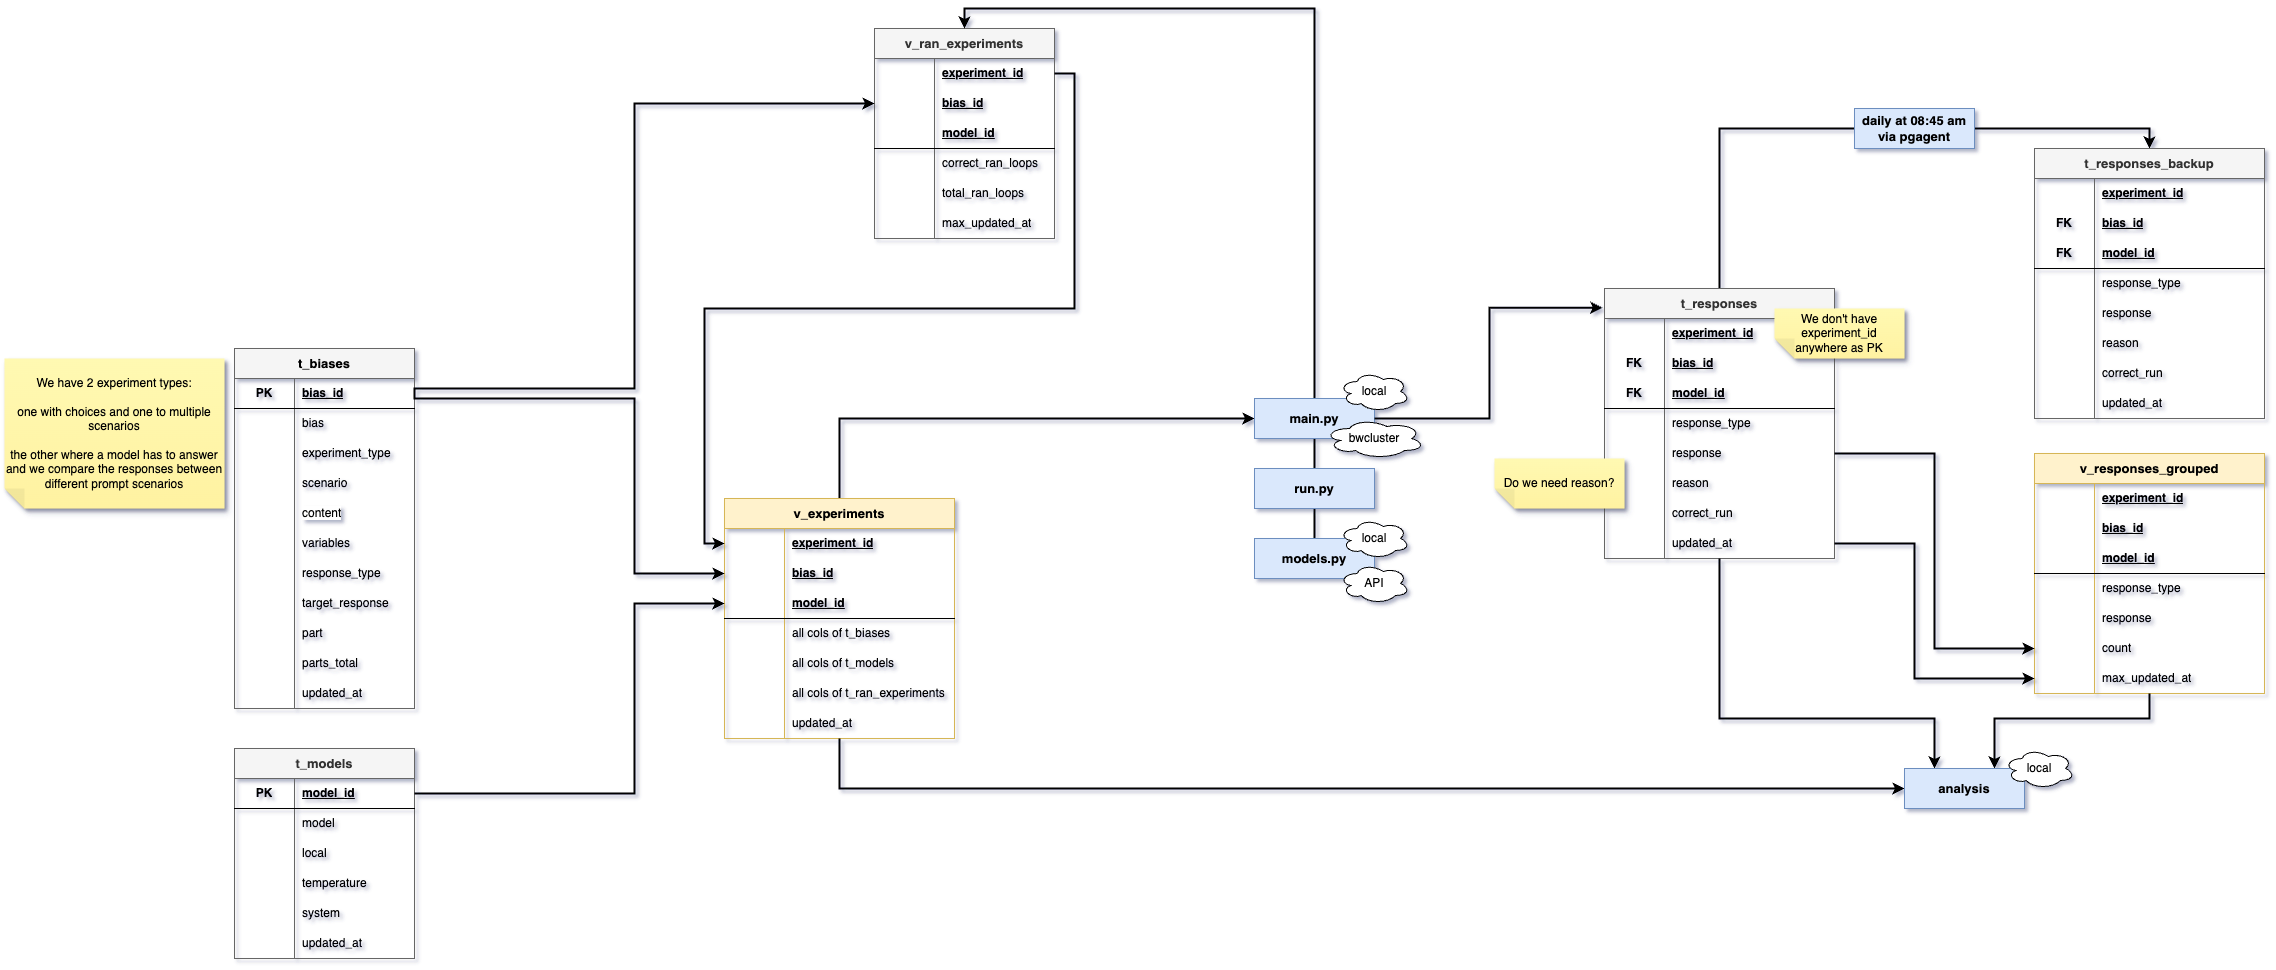 v_ran_experiments
experiment_id
bias_id
model_id
correct_ran_loops
total_ran_loops
max_updated_at
daily at 08:45 am
via pgagent
t_responses_backup
experiment_id
FK bias_id
FK model_id
response_type
response
reason
correct_run
updated_at
t_responses
experiment_id
FK bias_id
FK model_id
response_type
response
reason
correct_run
updated_at
We don't have
experiment_id
anywhere as PK
Do we need reason?
We have 2 experiment types:
one with choices and one to multiple
scenarios
the other where a model has to answer
and we compare the responses between
different prompt scenarios
t_biases
PK bias_id
bias
experiment_type
scenario
content
variables
response_type
target_response
part
parts_total
updated_at
main.py
local
bwcluster
run.py
models.py
local
API
v_responses_grouped
experiment_id
bias_id
model_id
response_type
response
count
max_updated_at
v_experiments
experiment_id
bias_id
model_id
all cols of t_biases
all cols of t_models
all cols of t_ran_experiments
updated_at
t_models
PK model_id
model
local
temperature
system
updated_at
analysis
local